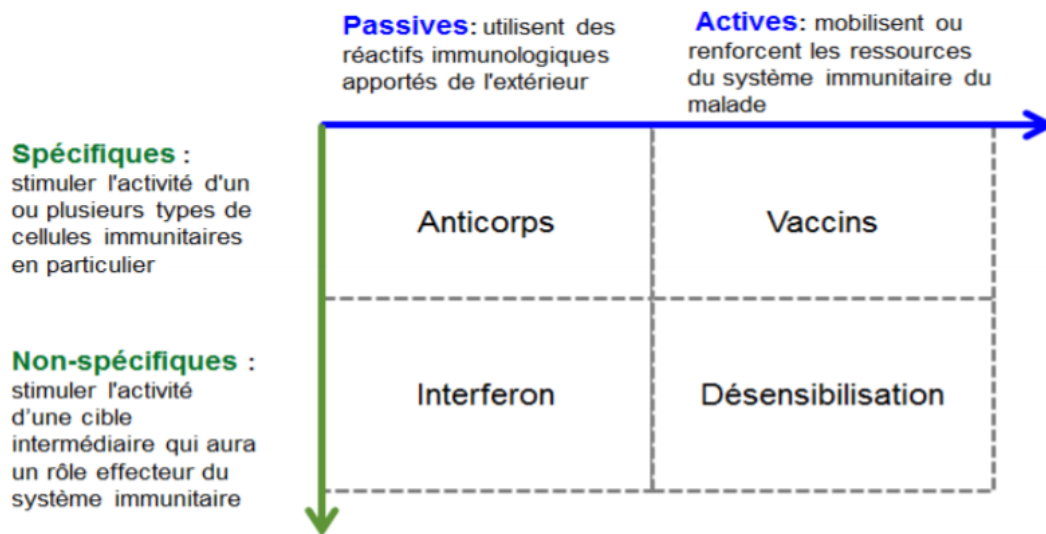 Passives: utilisent des
réactifs immunologiques
apportés de l'extérieur
Actives: mobilisent ou
renforcent les ressources
du système immunitaire du
malade
Spécifiques :
stimuler l'activité d'un
ou plusieurs types de
cellules immunitaires
en particulier
Anticorps
Vaccins
Non-spécifiques :
stimuler l'activité
d’une cible
intermédiaire qui aura
un rôle effecteur du
système immunitaire
Interferon
Désensibilisation